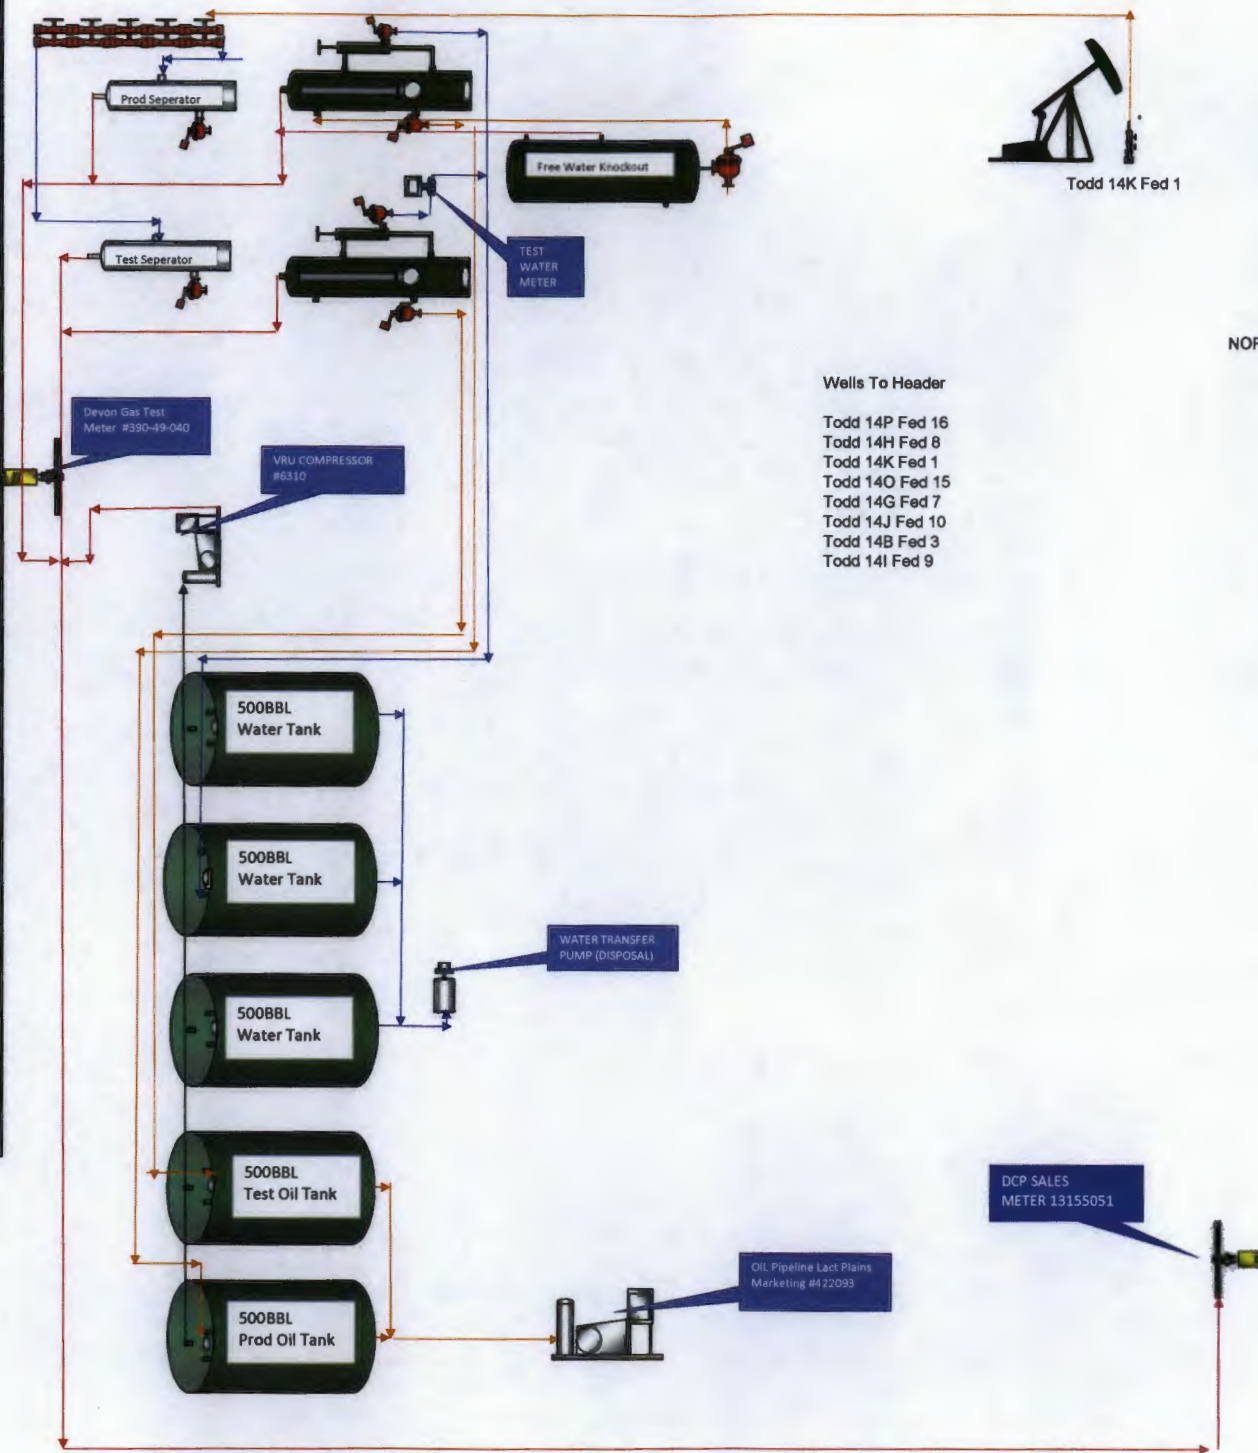 Prod Seperator
Free Water Knockout
Todd 14K Fed 1
Test Seperator
TEST
WATER
METER
NOR
Wells To Header
Todd 14P Fed 16
Todd 14H Fed 8
Todd 14K Fed 1
Todd 14O Fed 15
Todd 14G Fed 7
Todd 14J Fed 10
Todd 14B Fed 3
Todd 14I Fed 9
Devon Gas Test
Meter #390-49-040
VRU COMPRESSOR
#6310
500BBL
Water Tank
500BBL
Water Tank
WATER TRANSFER
PUMP (DISPOSAL)
500BBL
Water Tank
500BBL
Test Oil Tank
DCP SALES
METER 13155051
OIL Pipeline Lact Plains
Marketing #422093
500BBL
Prod Oil Tank